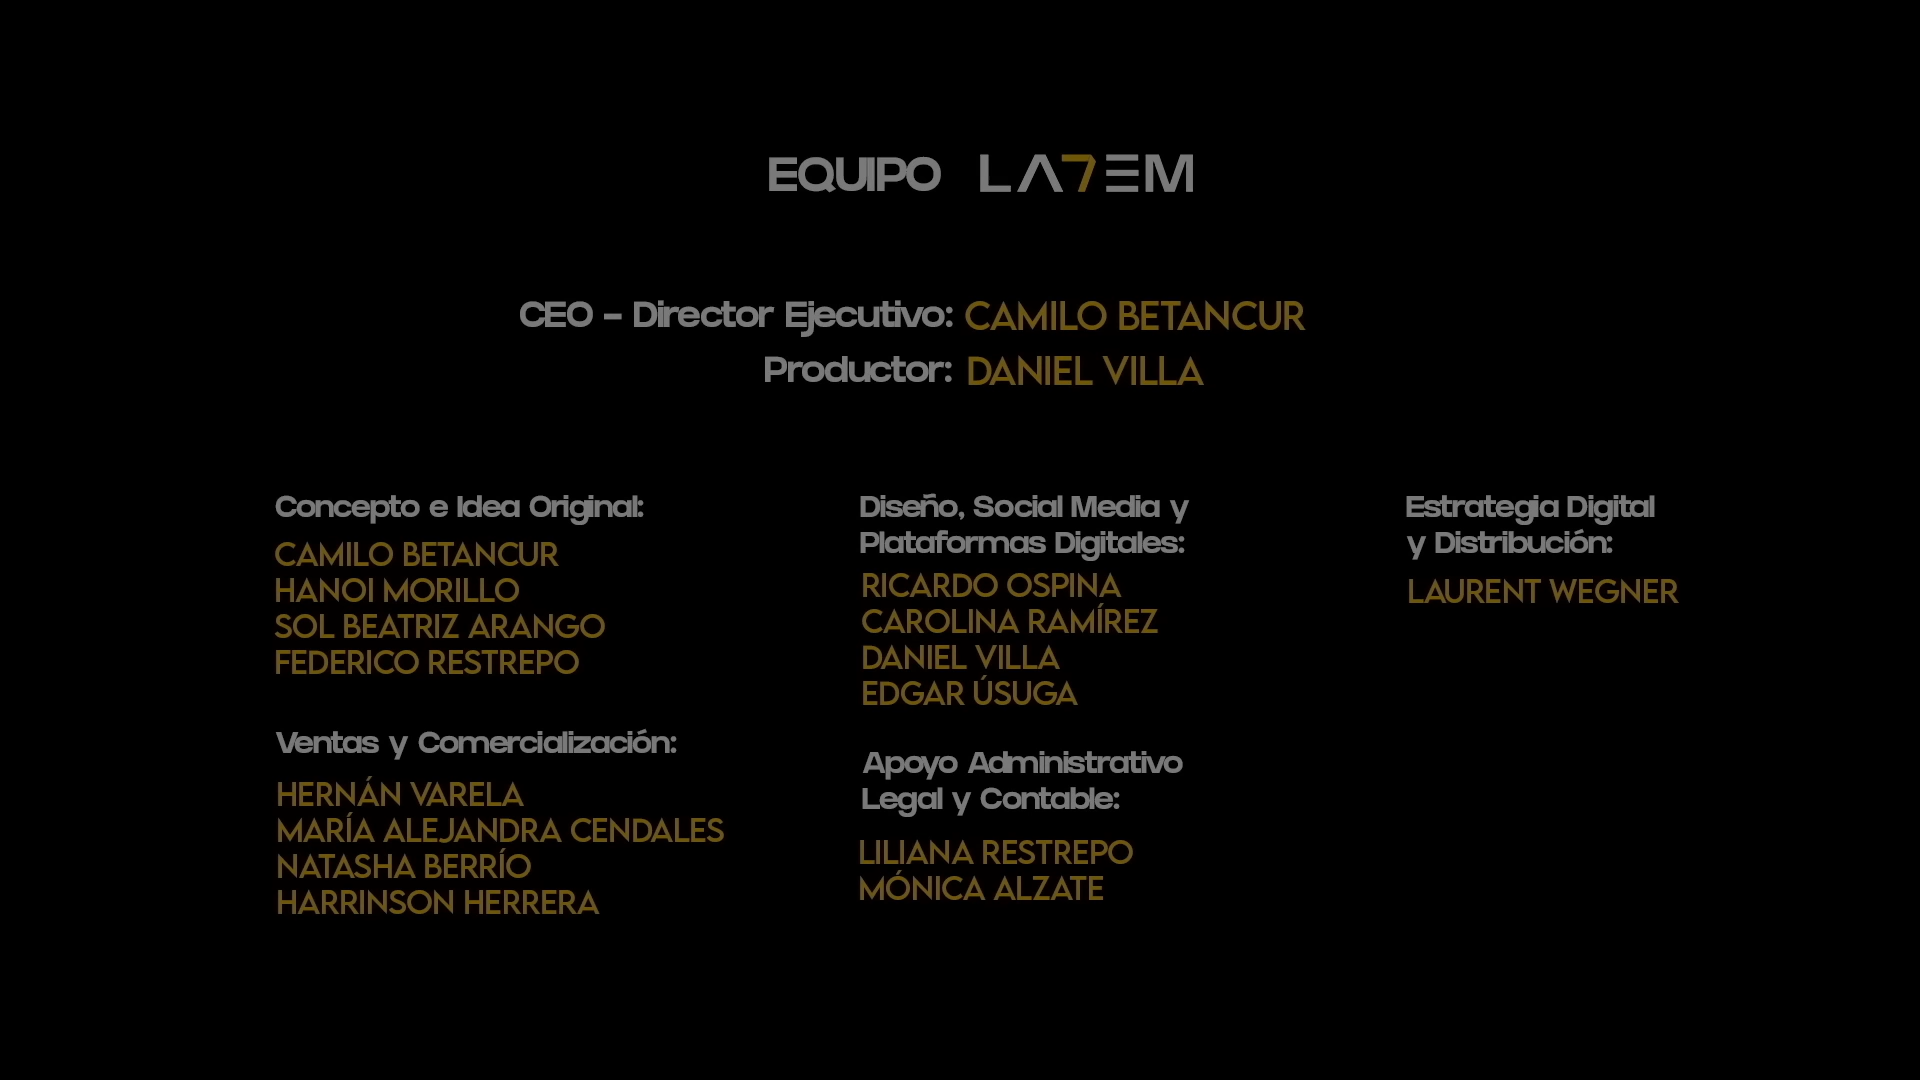 EQUIPO LA7EM
CEO – Director Ejecutivo: CAMILO BETANCUR
Productor: DANIEL VILLA
Concepto e Idea Original:
CAMILO BETANCUR
HANOI MORILLO
SOL BEATRIZ ARANGO
FEDERICO RESTREPO
Ventas y Comercialización:
HERNÁN VARELA
MARÍA ALEJANDRA CENDALES
NATASHA BERRÍO
HARRINSON HERRERA
Diseño, Social Media y
Plataformas Digitales:
RICARDO OSPINA
CAROLINA RAMÍREZ
DANIEL VILLA
EDGAR ÚSUGA
Apoyo Administrativo
Legal y Contable:
LILIANA RESTREPO
MÓNICA ALZATE
Estrategia Digital
y Distribución:
LAURENT WEGNER